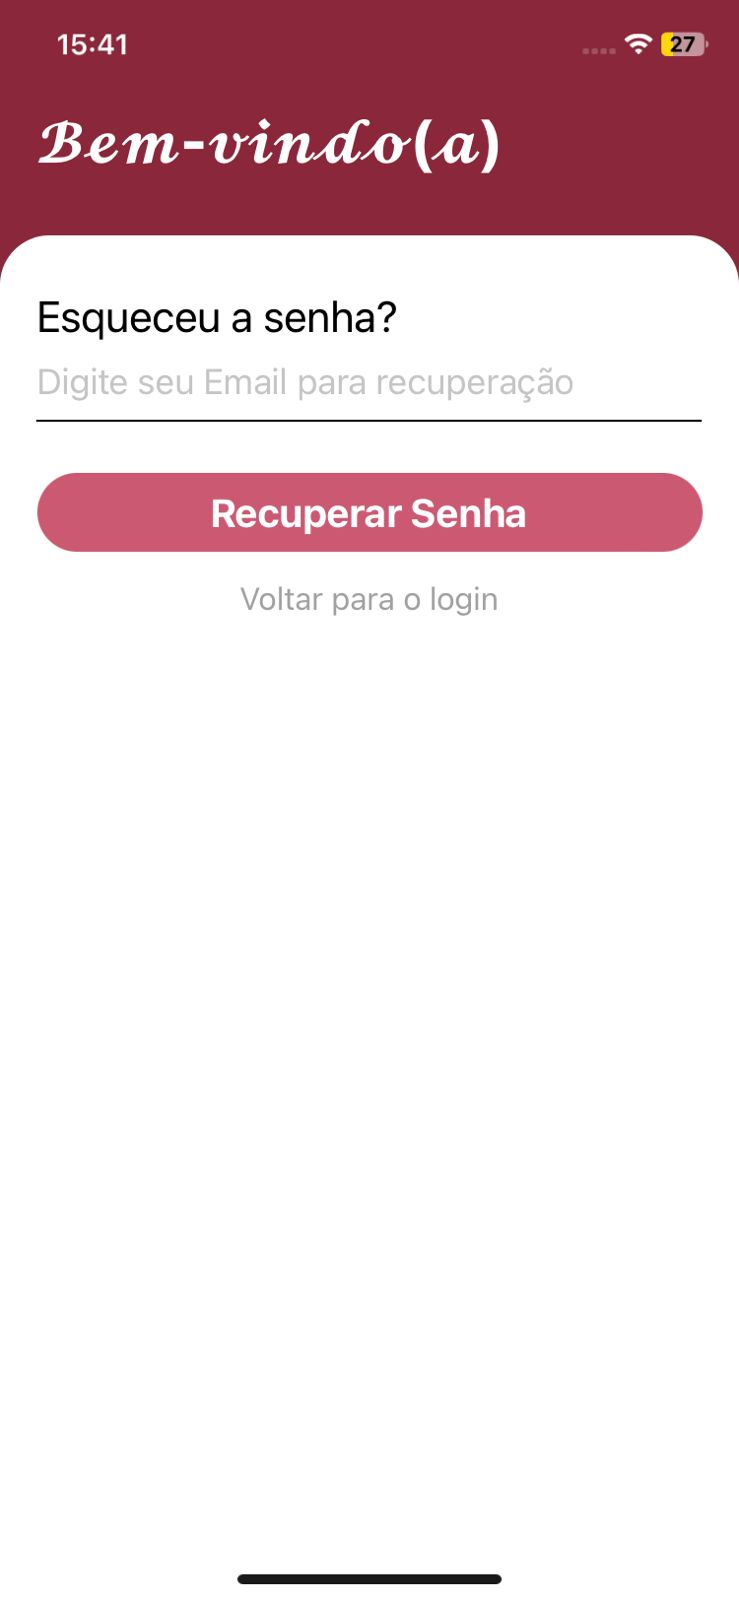 15:41
27
𝓑𝓮𝓶-𝓿𝓲𝓷𝓭𝓸(𝓪)
Esqueceu a senha?
Digite seu Email para recuperação
Recuperar Senha
Voltar para o login